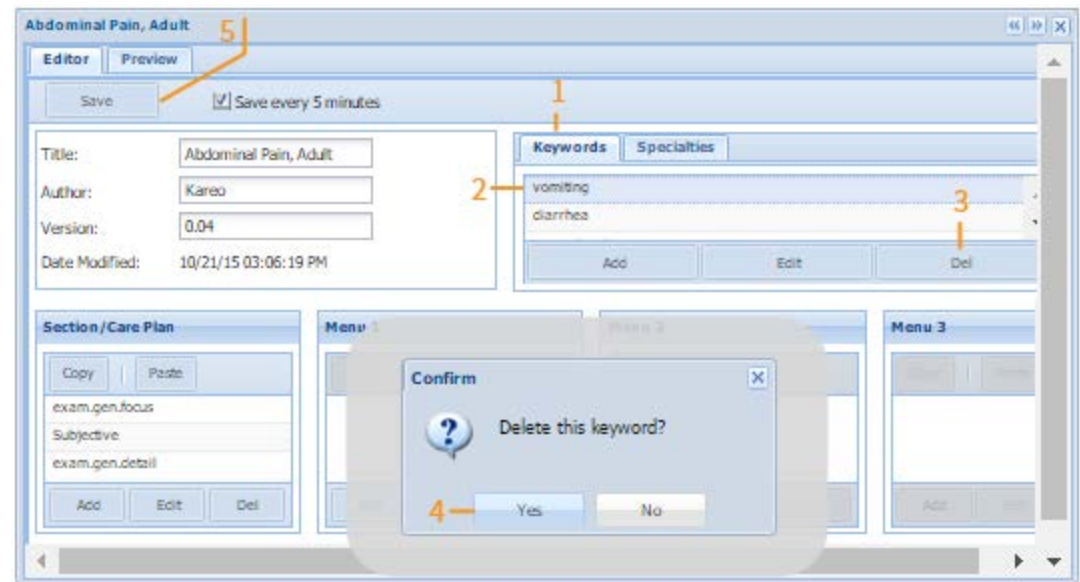 Abdominal Pain, Adult
5
Editor Preview
Save Save every 5 minutes
1
Title: Abdominal Pain, Adult
Author: Kareo
Version: 0.04
Date Modified: 10/21/15 03:06:19 PM
Keywords Specialties
2 vomiting
diarrhea
3
Add Edit Del
Section/Care Plan
Copy Paste
exam.gen.focus
Subjective
exam.gen.detail
Add Edit Del
Menu 1
Menu 2
Menu 3
Add
Confirm
Delete this keyword?
4 Yes No